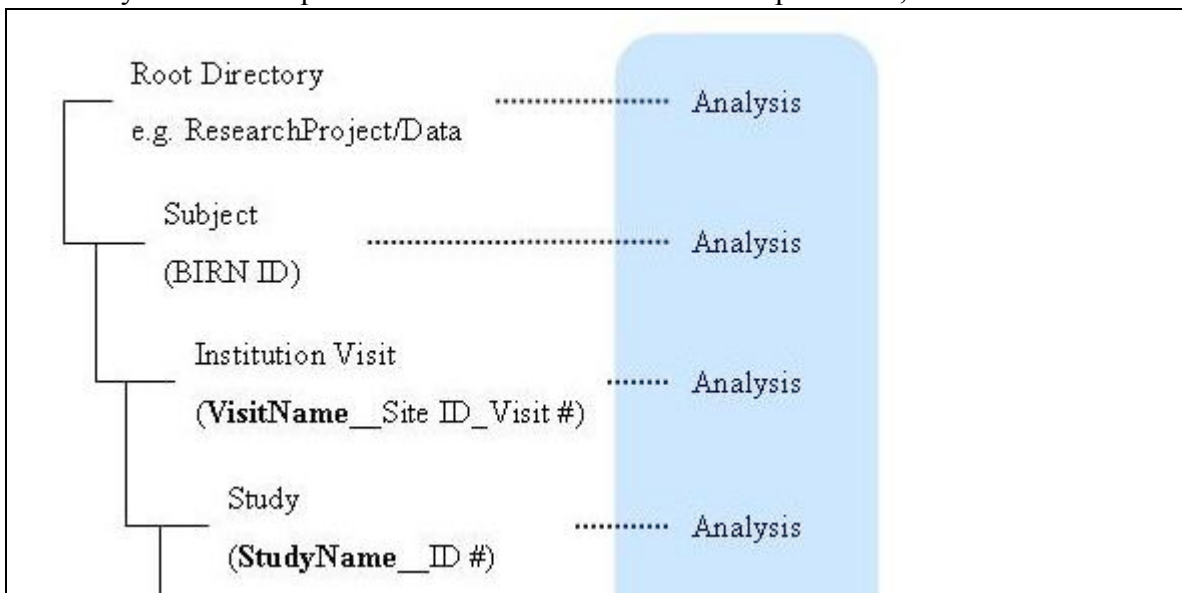 Root Directory
e.g. ResearchProject/Data
Analysis
Subject
(BIRN ID)
Analysis
Institution Visit
(VisitName__Site ID_Visit #)
Analysis
Study
(StudyName__ID #)
Analysis